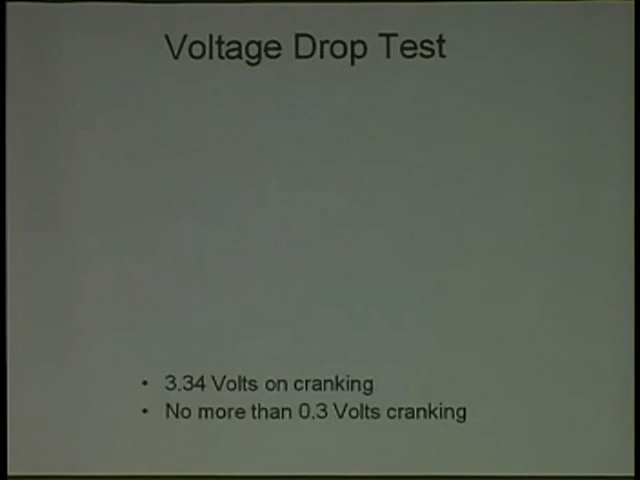 Voltage Drop Test
• 3.34 Volts on cranking
• No more than 0.3 Volts cranking